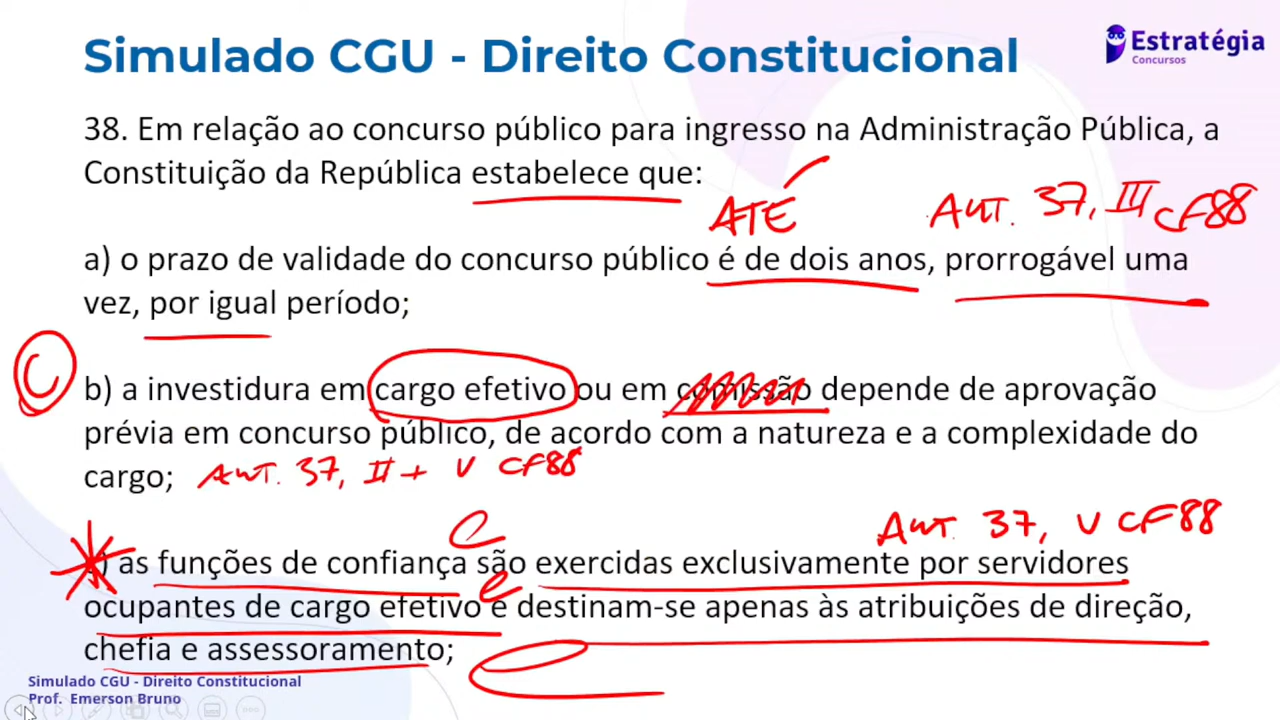 Simulado CGU - Direito Constitucional
Estratégia
Concursos
38. Em relação ao concurso público para ingresso na Administração Pública, a
Constituição da República estabelece que:
ATÉ
Art. 37, III CF88
a) o prazo de validade do concurso público é de dois anos, prorrogável uma
vez, por igual período;
C
b) a investidura em cargo efetivo ou em comissão depende de aprovação
prévia em concurso público, de acordo com a natureza e a complexidade do
cargo;
Art. 37, II + V CF88
Art. 37, V CF88
as funções de confiança são exercidas exclusivamente por servidores
ocupantes de cargo efetivo e destinam-se apenas às atribuições de direção,
chefia e assessoramento;
Simulado CGU - Direito Constitucional
Prof. Emerson Bruno